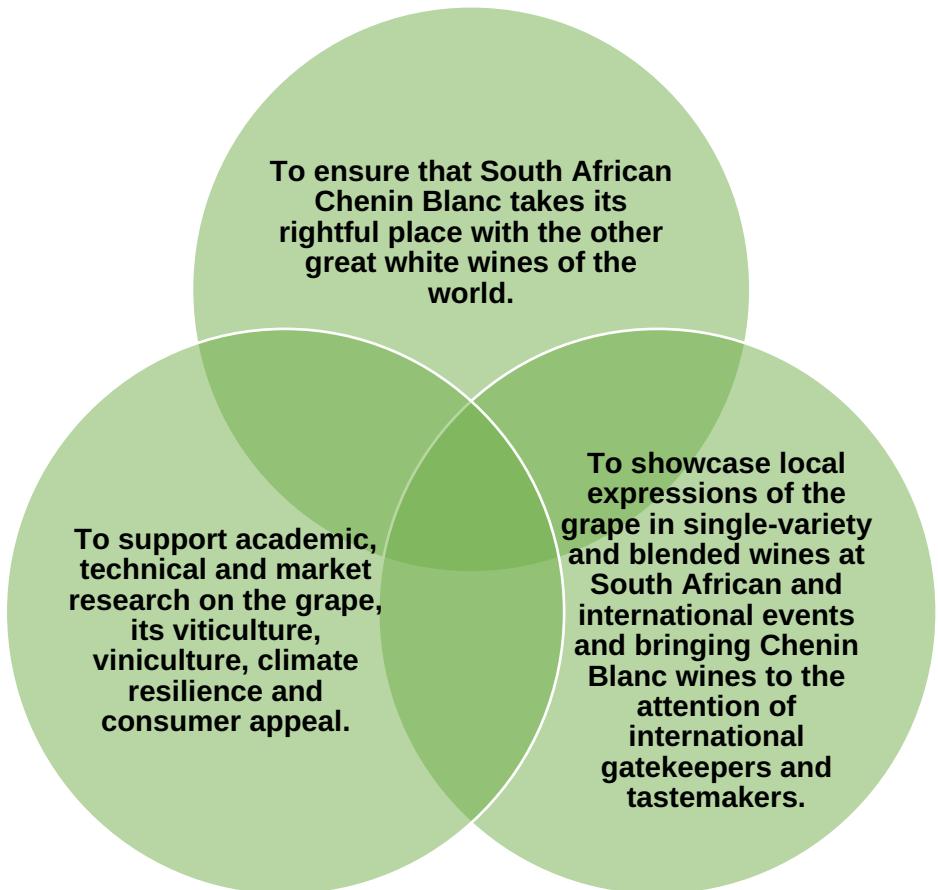 To ensure that South African
Chenin Blanc takes its
rightful place with the other
great white wines of the
world.
To support academic,
technical and market
research on the grape,
its viticulture,
viniculture, climate
resilience and
consumer appeal.
To showcase local
expressions of the
grape in single-variety
and blended wines at
South African and
international events
and bringing Chenin
Blanc wines to the
attention of
international
gatekeepers and
tastemakers.